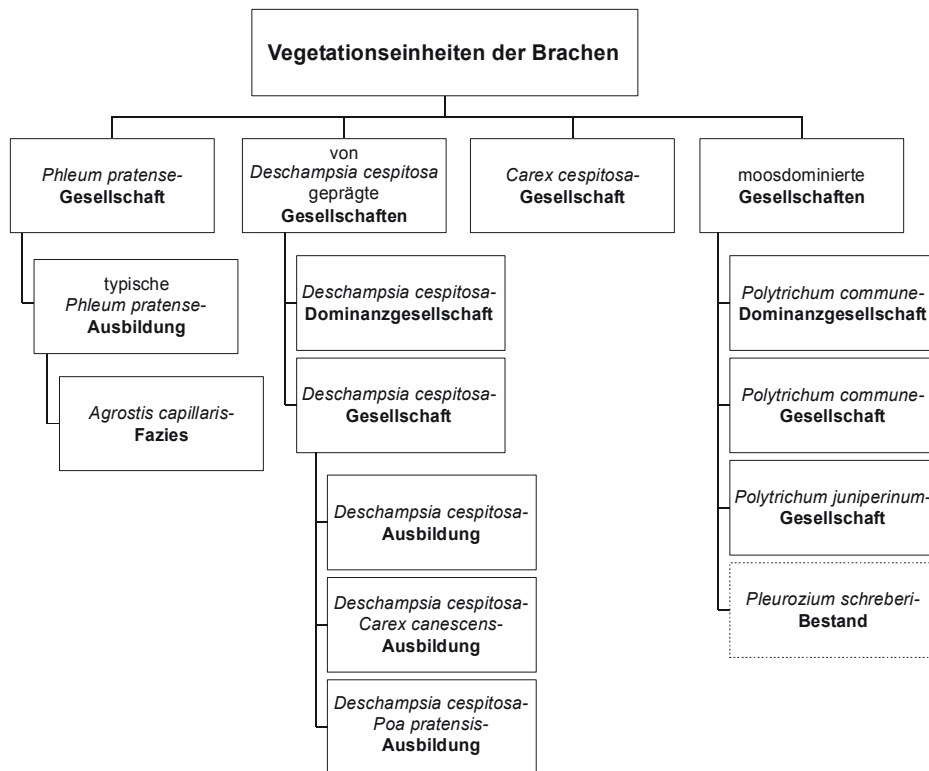 Vegetationseinheiten der Brachen
Phleum pratense-
Gesellschaft
typische
Phleum pratense-
Ausbildung
Agrostis capillaris-
Fazies
von
Deschampsia cespitosa
geprägte
Gesellschaften
Deschampsia cespitosa-
Dominanzgesellschaft
Deschampsia cespitosa-
Gesellschaft
Deschampsia cespitosa-
Ausbildung
Deschampsia cespitosa-
Carex canescens-
Ausbildung
Deschampsia cespitosa-
Poa pratensis-
Ausbildung
Carex cespitosa-
Gesellschaft
moosdominierte
Gesellschaften
Polytrichum commune-
Dominanzgesellschaft
Polytrichum commune-
Gesellschaft
Polytrichum juniperinum-
Gesellschaft
Pleurozium schreberi-
Bestand